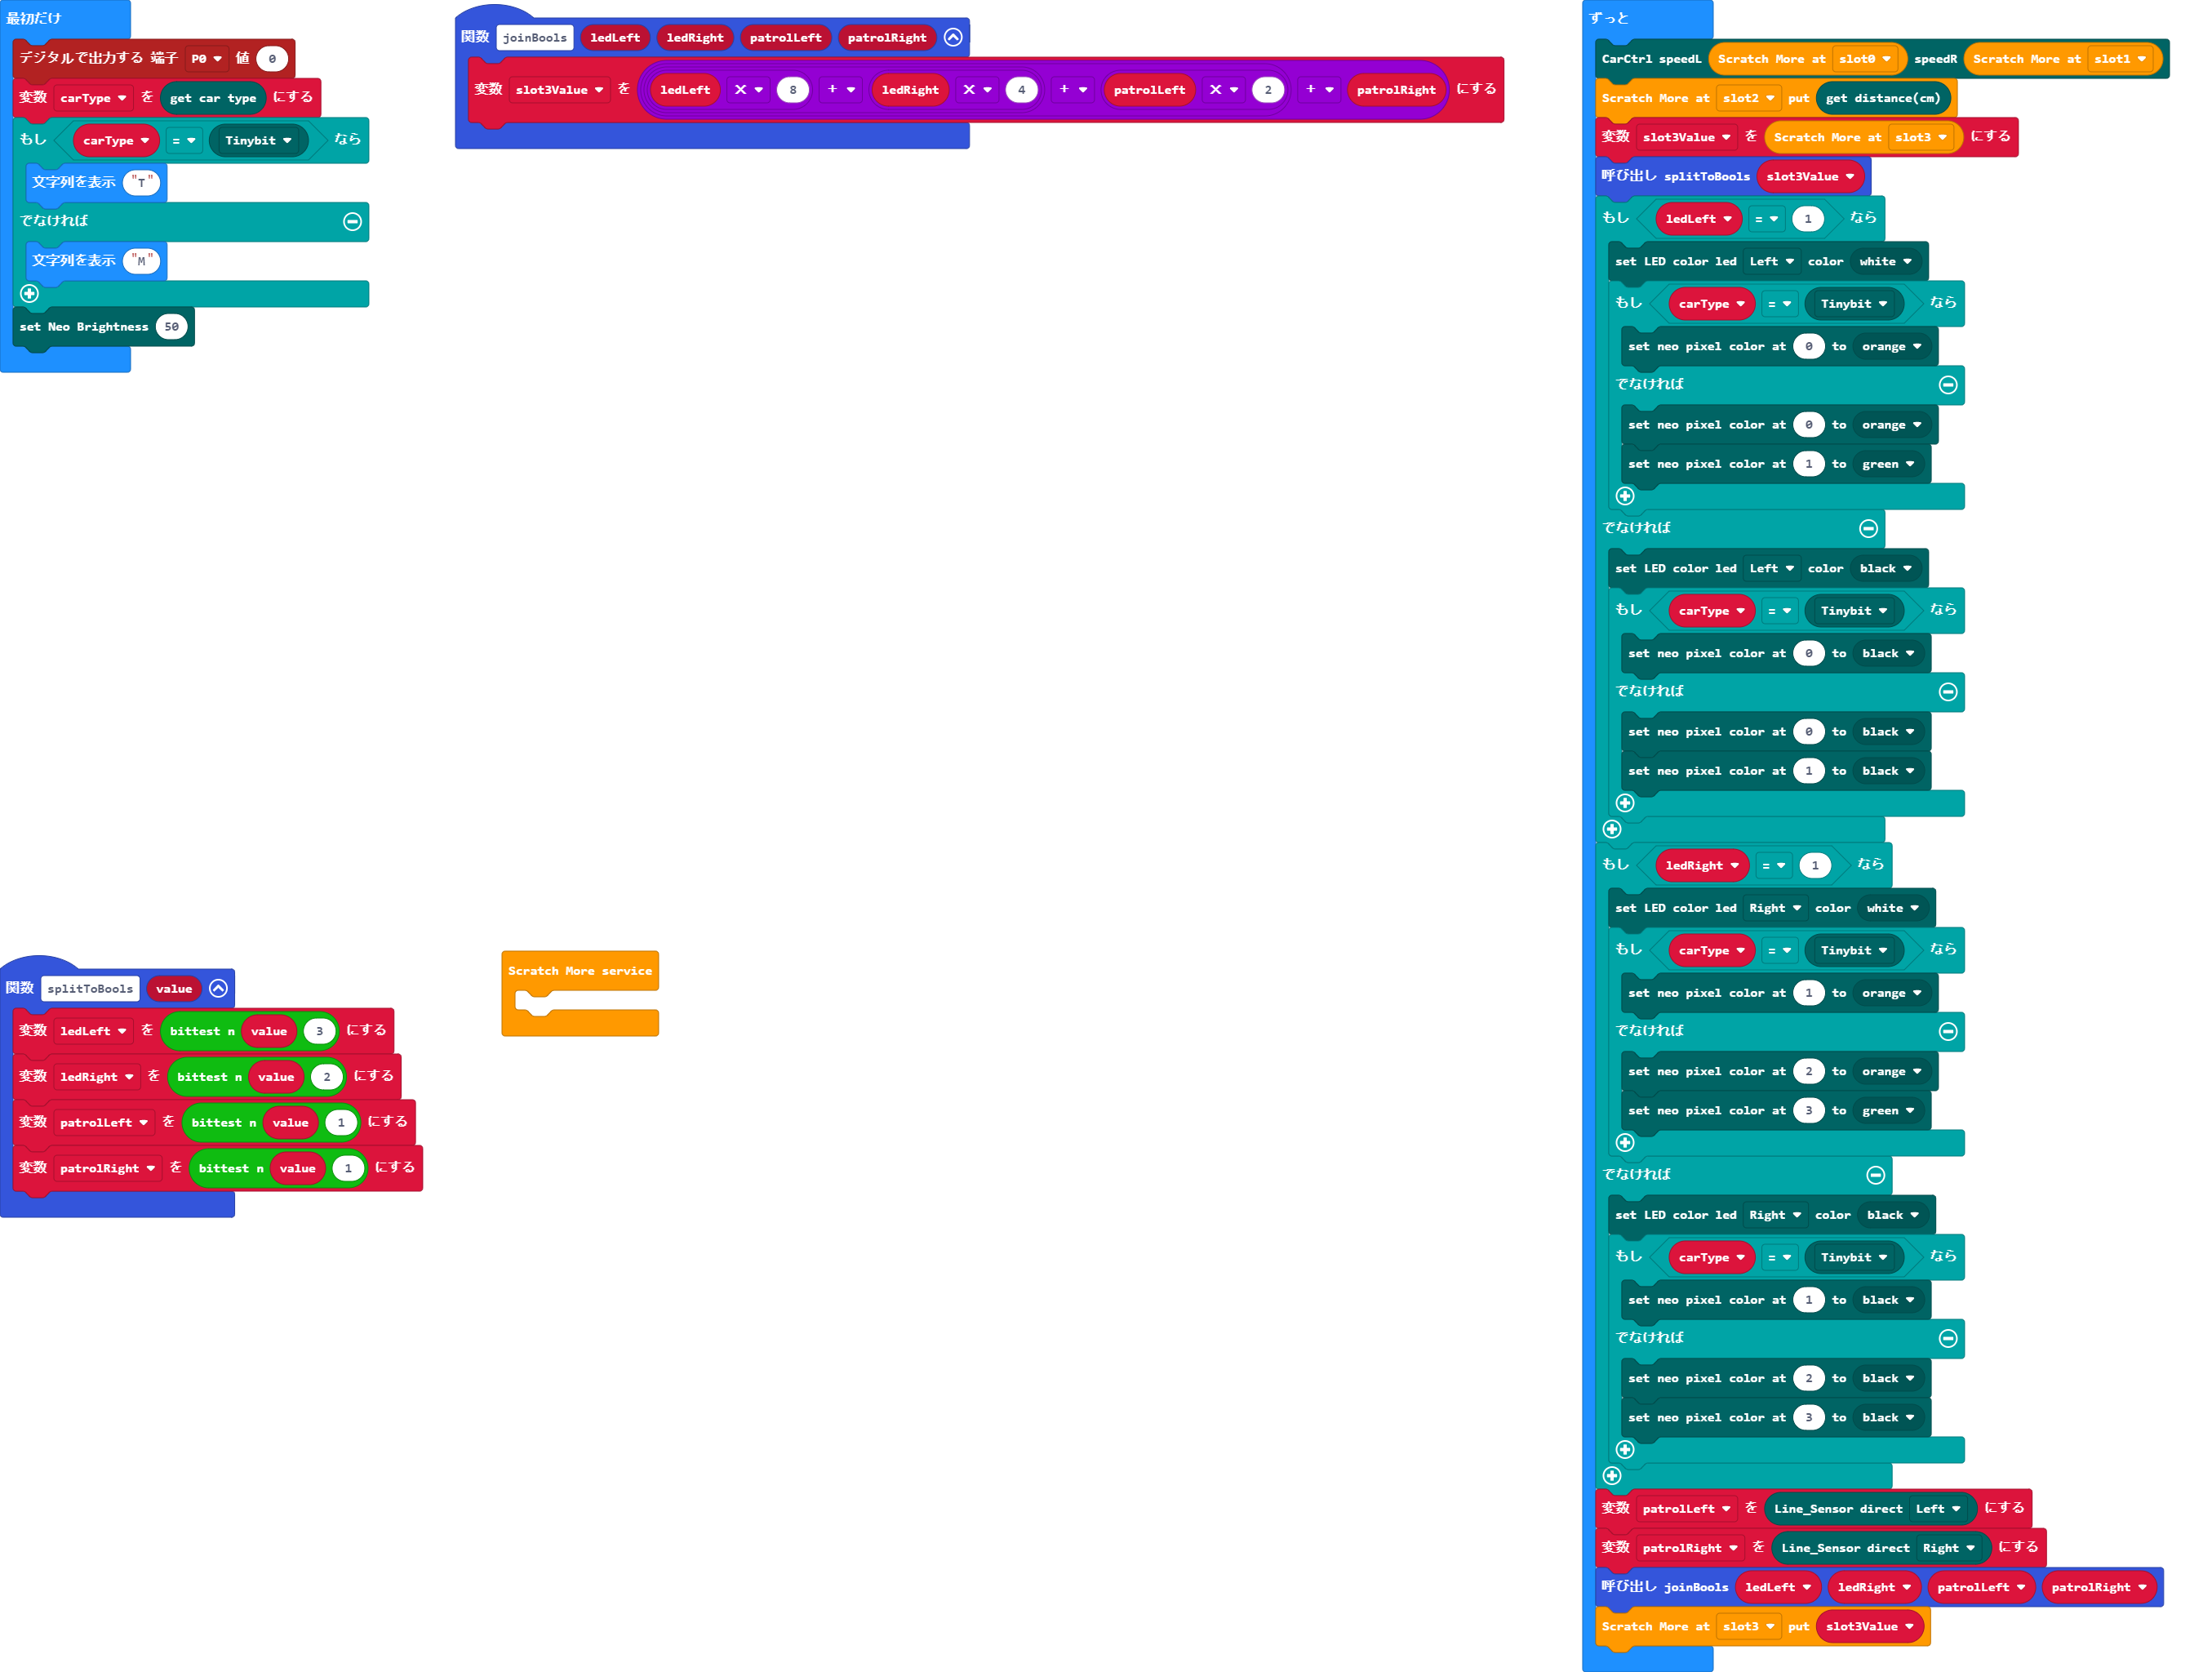 最初だけ
デジタルで出力する 端子 P0 値 0
変数 carType を get car type にする
もし carType = Tinybit なら
文字列を表示 "T"
でなければ
文字列を表示 "M"
set Neo Brightness 50
関数 joinBools ledLeft ledRight patrolLeft patrolRight
変数 slot3Value を ledLeft × 8 + ledRight × 4 + patrolLeft × 2 + patrolRight にする
関数 splitToBools value
変数 ledLeft を bittest n value 3 にする
変数 ledRight を bittest n value 2 にする
変数 patrolLeft を bittest n value 1 にする
変数 patrolRight を bittest n value 1 にする
Scratch More service
ずっと
CarCtrl speedL Scratch More at slot0 speedR Scratch More at slot1
Scratch More at slot2 put get distance(cm)
変数 slot3Value を Scratch More at slot3 にする
呼び出し splitToBools slot3Value
もし ledLeft = 1 なら
set LED color led Left color white
もし carType = Tinybit なら
set neo pixel color at 0 to orange
でなければ
set neo pixel color at 0 to orange
set neo pixel color at 1 to green
でなければ
set LED color led Left color black
もし carType = Tinybit なら
set neo pixel color at 0 to black
でなければ
set neo pixel color at 0 to black
set neo pixel color at 1 to black
もし ledRight = 1 なら
set LED color led Right color white
もし carType = Tinybit なら
set neo pixel color at 1 to orange
でなければ
set neo pixel color at 2 to orange
set neo pixel color at 3 to green
でなければ
set LED color led Right color black
もし carType = Tinybit なら
set neo pixel color at 1 to black
でなければ
set neo pixel color at 2 to black
set neo pixel color at 3 to black
変数 patrolLeft を Line_Sensor direct Left にする
変数 patrolRight を Line_Sensor direct Right にする
呼び出し joinBools ledLeft ledRight patrolLeft patrolRight
Scratch More at slot3 put slot3Value